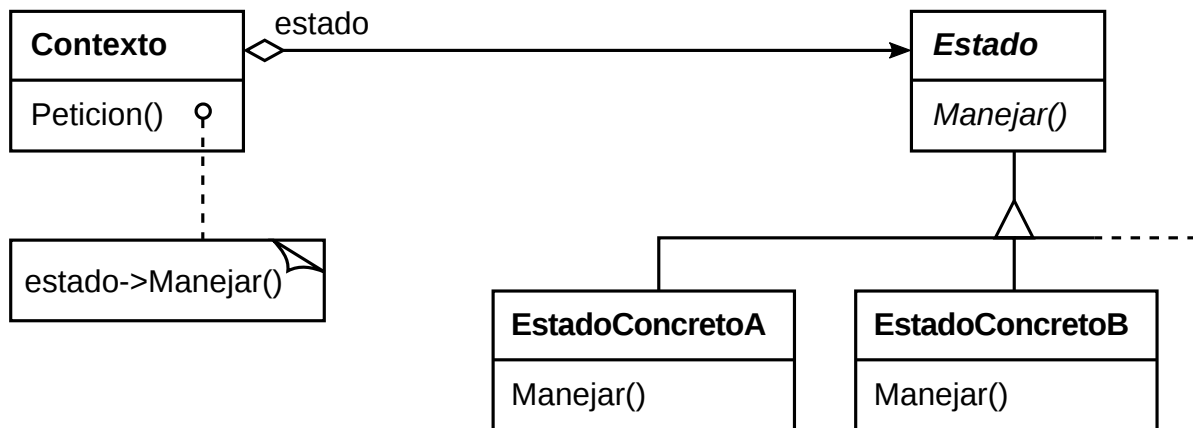 estado
Contexto
Estado
Peticion()
Manejar()
estado->Manejar()
EstadoConcretoA
EstadoConcretoB
Manejar()
Manejar()